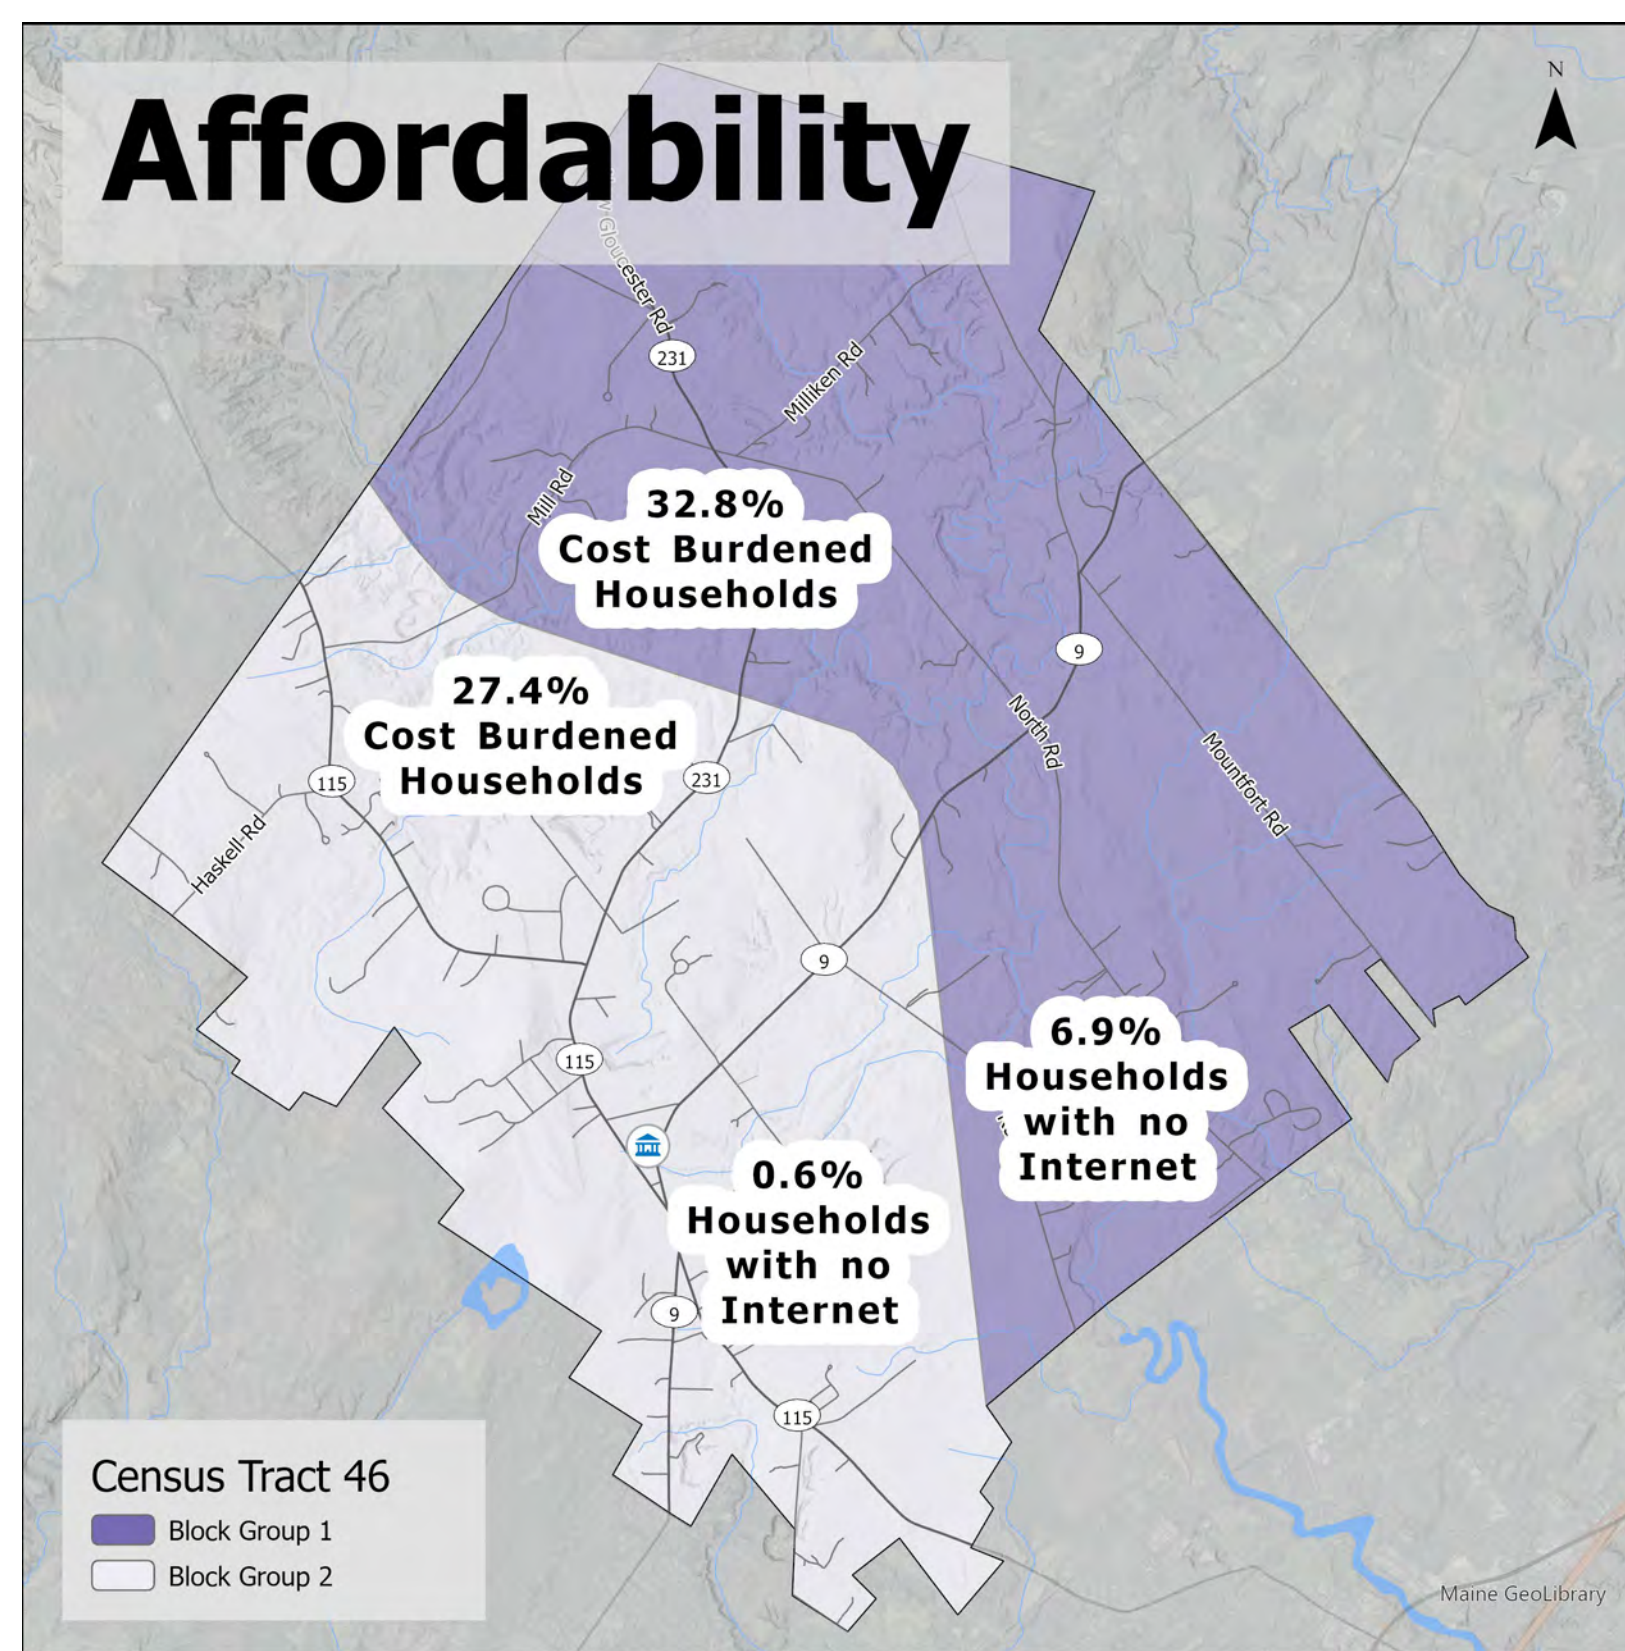 Affordability
N
Gloucester Rd
231
Milliken Rd
Mill Rd
32.8%
Cost Burdened
Households
9
27.4%
Cost Burdened
Households
North Rd
Mountfort Rd
115
231
Haskell Rd
9
6.9%
Households
with no
Internet
115
0.6%
Households
with no
Internet
9
115
Census Tract 46
Block Group 1
Block Group 2
Maine GeoLibrary